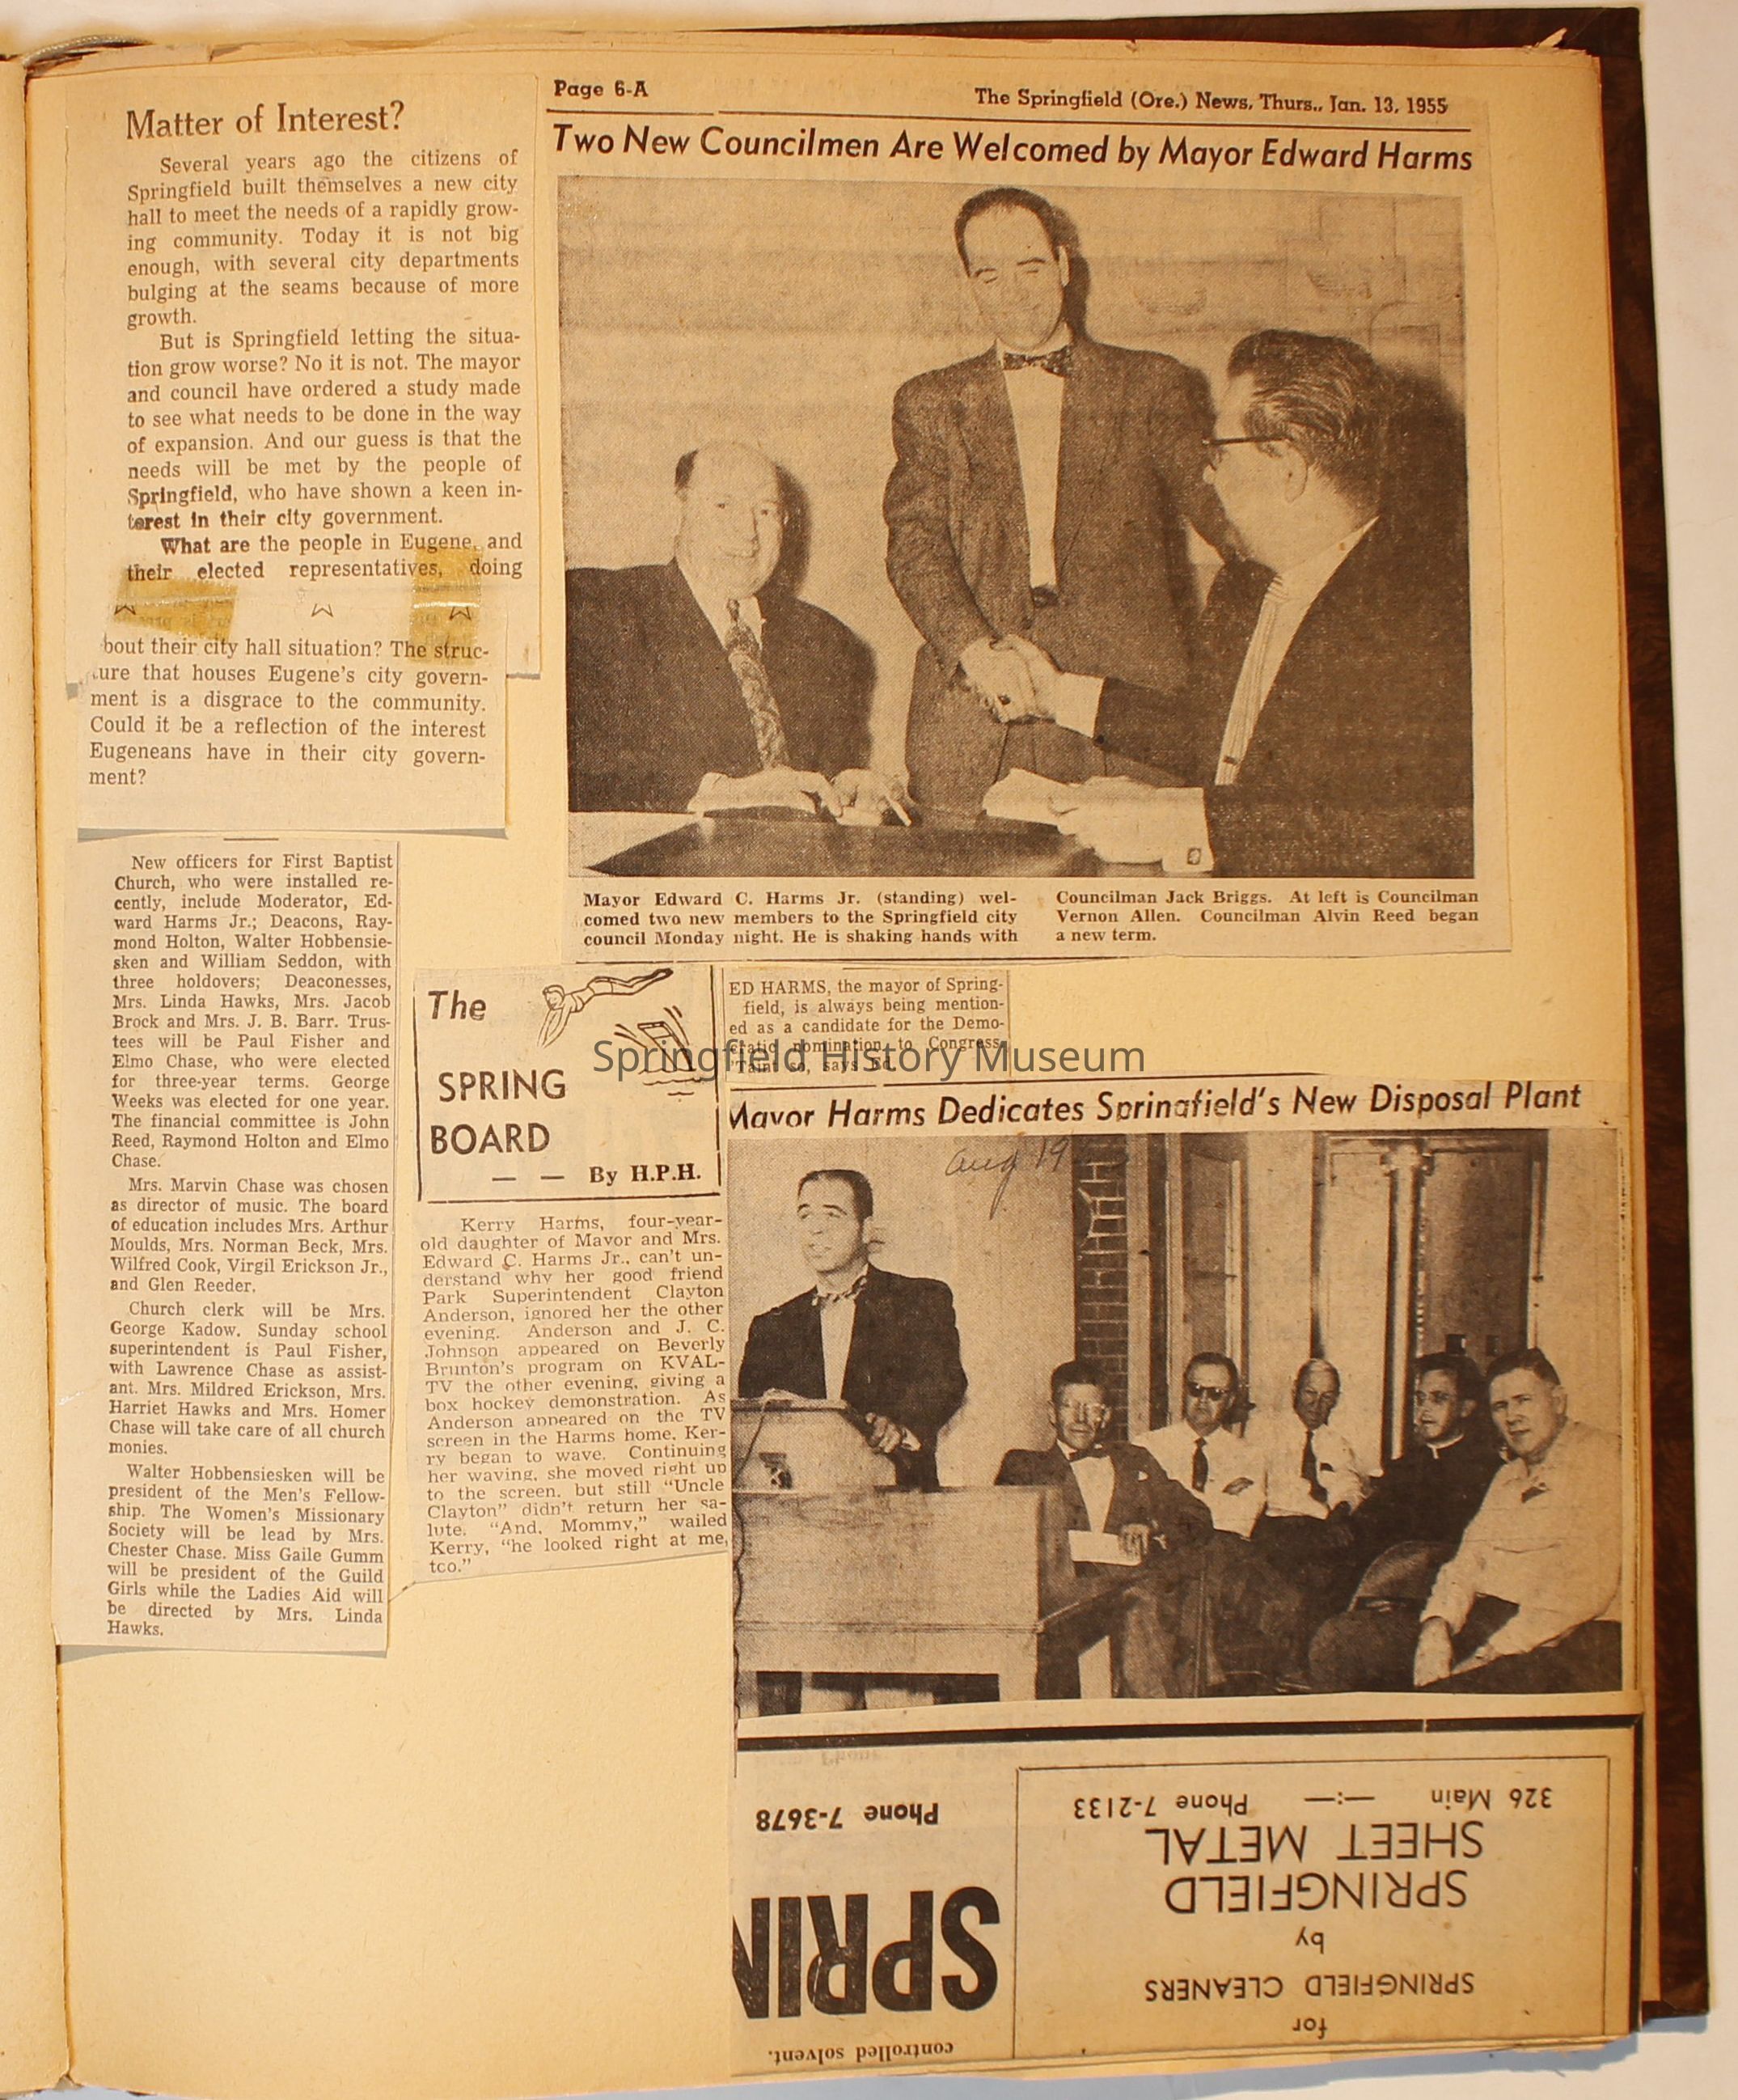 Matter of Interest?
Several years ago the citizens of
Springfield built themselves a new city
hall to meet the needs of a rapidly grow-
ing community. Today it is not big
enough, with several city departments
bulging at the seams because of more
growth.
But is Springfield letting the situa-
tion grow worse? No it is not. The mayor
and council have ordered a study made
to see what needs to be done in the way
of expansion. And our guess is that the
needs will be met by the people of
Springfield, who have shown a keen in-
terest in their city government.
What are the people in Eugene, and
their elected representatives, doing
bout their city hall situation? The struc-
ure that houses Eugene's city govern-
ment is a disgrace to the community.
Could it be a reflection of the interest
Eugeneans have in their city govern-
ment?
New officers for First Baptist
Church, who were installed re-
cently, include Moderator, Ed-
ward Harms Jr.; Deacons, Ray-
mond Holton, Walter Hobbensie-
sken and William Seddon, with
three holdovers; Deaconesses,
Mrs. Linda Hawks, Mrs. Jacob
Brock and Mrs. J. B. Barr. Trus-
tees will be Paul Fisher and
Elmo Chase, who were elected
for three-year terms. George
Weeks was elected for one year.
The financial committee is John
Reed, Raymond Holton and Elmo
Chase.
Mrs. Marvin Chase was chosen
as director of music. The board
of education includes Mrs. Arthur
Moulds, Mrs. Norman Beck, Mrs.
Wilfred Cook, Virgil Erickson Jr.,
and Glen Reeder.
Church clerk will be Mrs.
George Kadow. Sunday school
superintendent is Paul Fisher,
with Lawrence Chase as assist-
ant. Mrs. Mildred Erickson, Mrs.
Harriet Hawks and Mrs. Homer
Chase will take care of all church
monies.
Walter Hobbensiesken will be
president of the Men's Fellow-
ship. The Women's Missionary
Society will be lead by Mrs.
Chester Chase. Miss Gaile Gumm
will be president of the Guild
Girls while the Ladies Aid will
be directed by Mrs. Linda
Hawks.
Page 6-A
The Springfield (Ore.) News, Thurs., Jan. 13, 1955
Two New Councilmen Are Welcomed by Mayor Edward Harms
Mayor Edward C. Harms Jr. (standing) wel-
comed two new members to the Springfield city
council Monday night. He is shaking hands with
Councilman Jack Briggs. At left is Councilman
Vernon Allen. Councilman Alvin Reed began
a new term.
The
SPRING
BOARD
— — By H.P.H.
Kerry Harms, four-year-
old daughter of Mayor and Mrs.
Edward C. Harms Jr., can't un-
derstand why her good friend
Park Superintendent Clayton
Anderson, ignored her the other
evening. Anderson and J. C.
Johnson appeared on Beverly
Brunton's program on KVAL-
TV the other evening, giving a
box hockey demonstration. As
Anderson appeared on the TV
screen in the Harms home, Ker-
ry began to wave. Continuing
her waving, she moved right up
to the screen, but still "Uncle
Clayton" didn't return her sa-
lute. "And, Mommy," wailed
Kerry, "he looked right at me,
too."
ED HARMS, the mayor of Spring-
field, is always being mention-
ed as a candidate for the Demo-
cratic nomination to Congress.
'Taint so, says Ed.
Springfield History Museum
Mayor Harms Dedicates Springfield's New Disposal Plant
Aug 19
326 Main —:— Phone 7-2133
SHEET METAL
SPRINGFIELD
by
SPRINGFIELD CLEANERS
for
Phone 7-3678
SPRIN
controlled solvent.